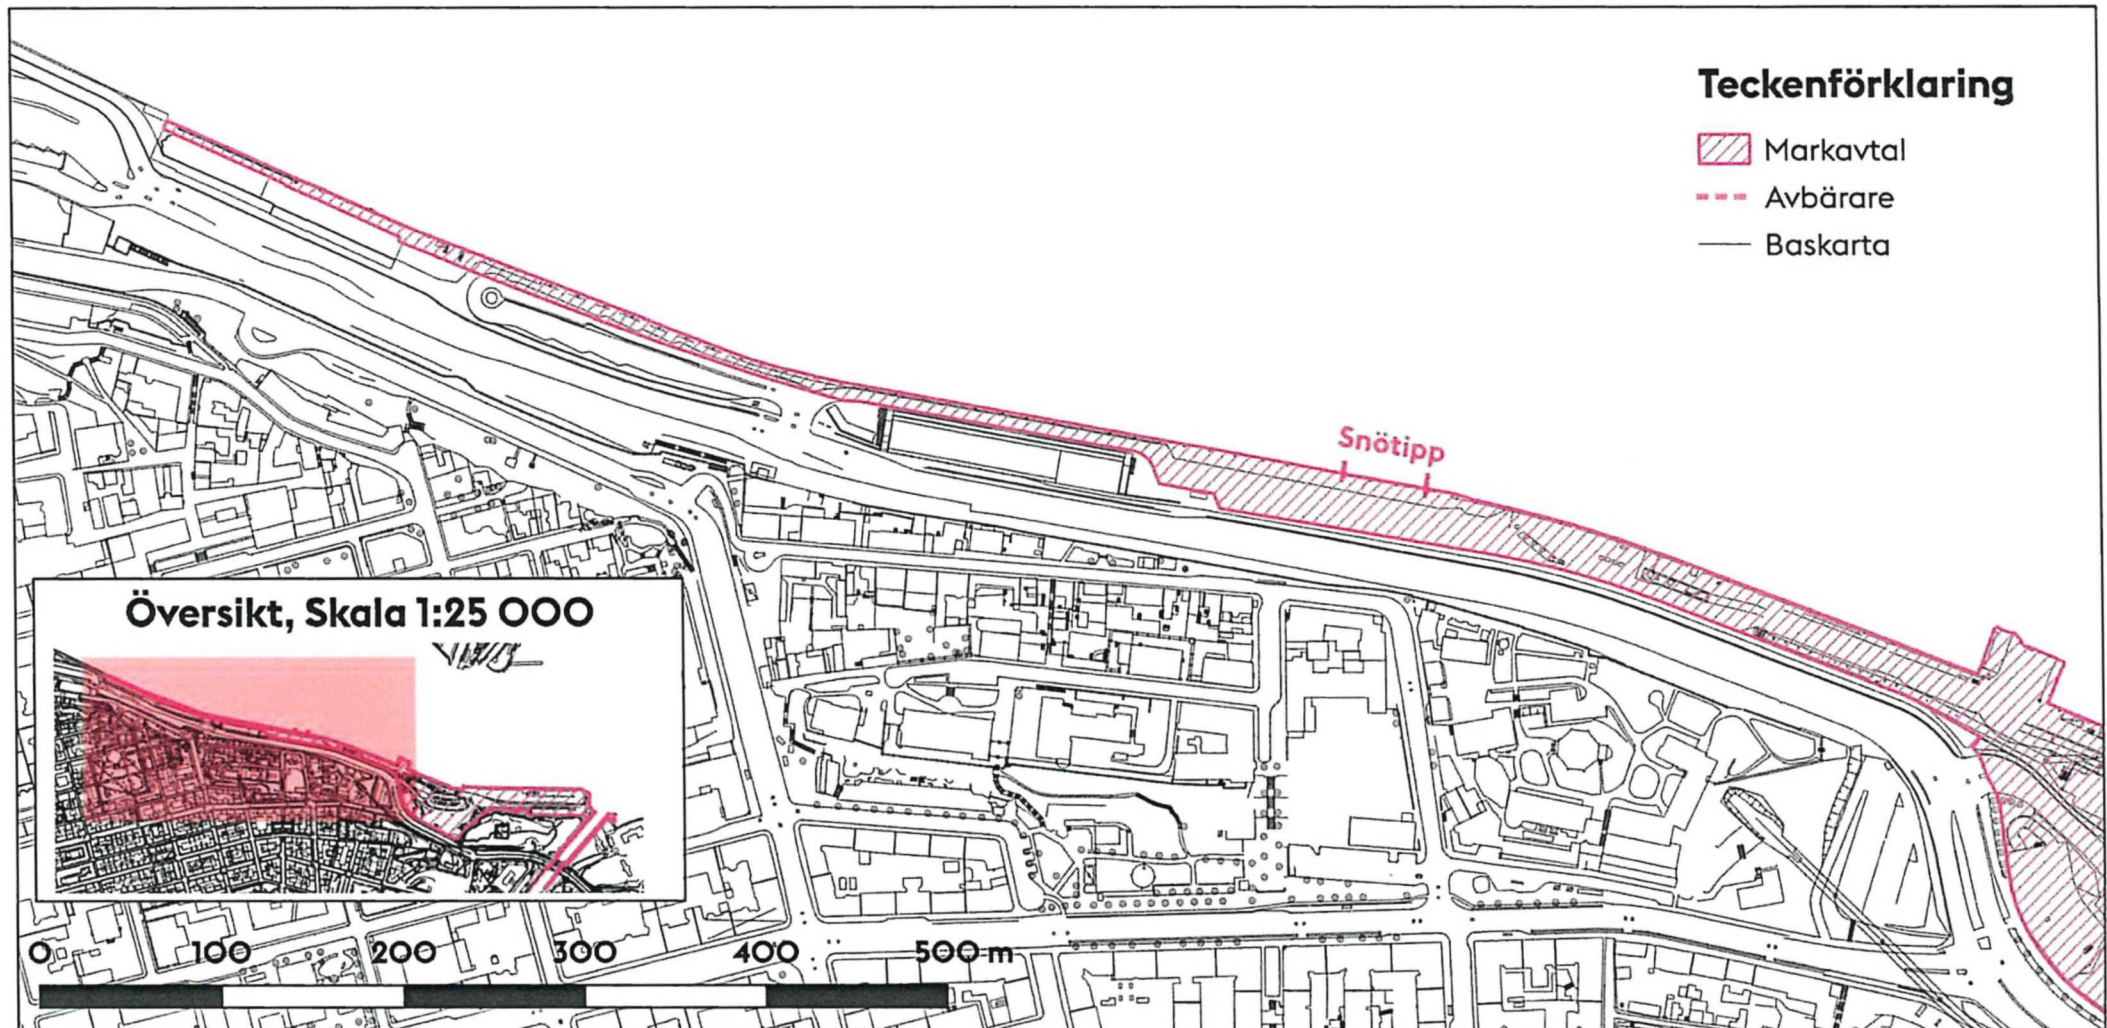 Teckenförklaring
Markavtal
Avbärare
Baskarta
Snötipp
Översikt, Skala 1:25 000
0 100 200 300 400 500 m